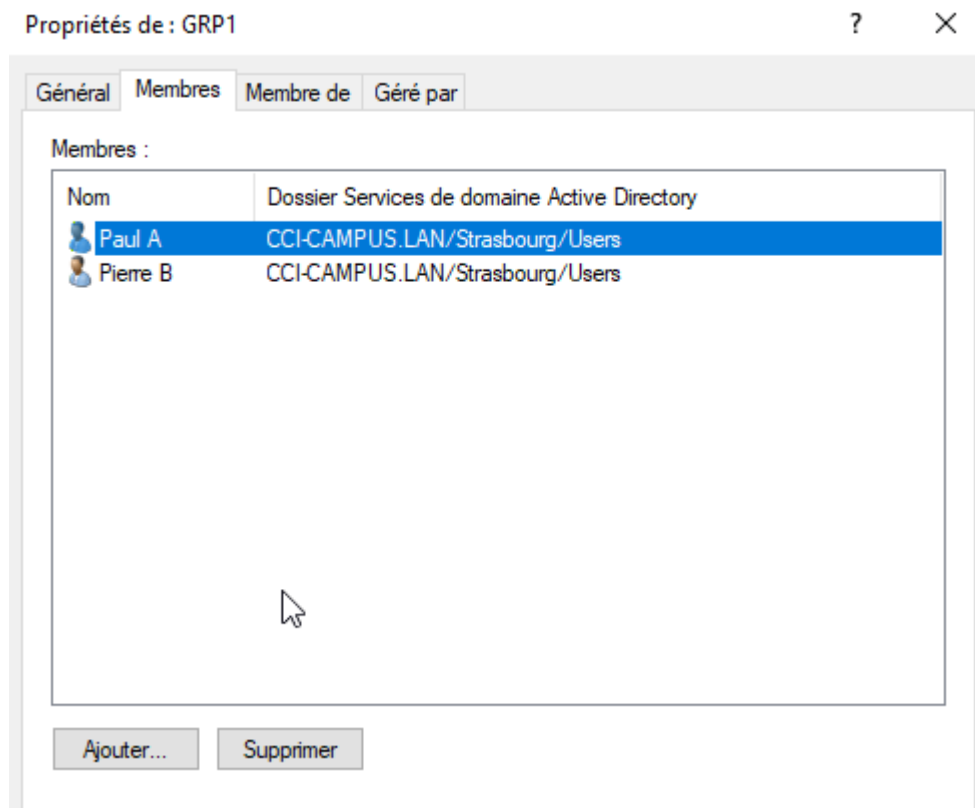 Propriétés de : GRP1 ? X
Général Membres Membre de Géré par
Membres :
Nom Dossier Services de domaine Active Directory
Paul A CCI-CAMPUS.LAN/Strasbourg/Users
Pierre B CCI-CAMPUS.LAN/Strasbourg/Users
Ajouter... Supprimer